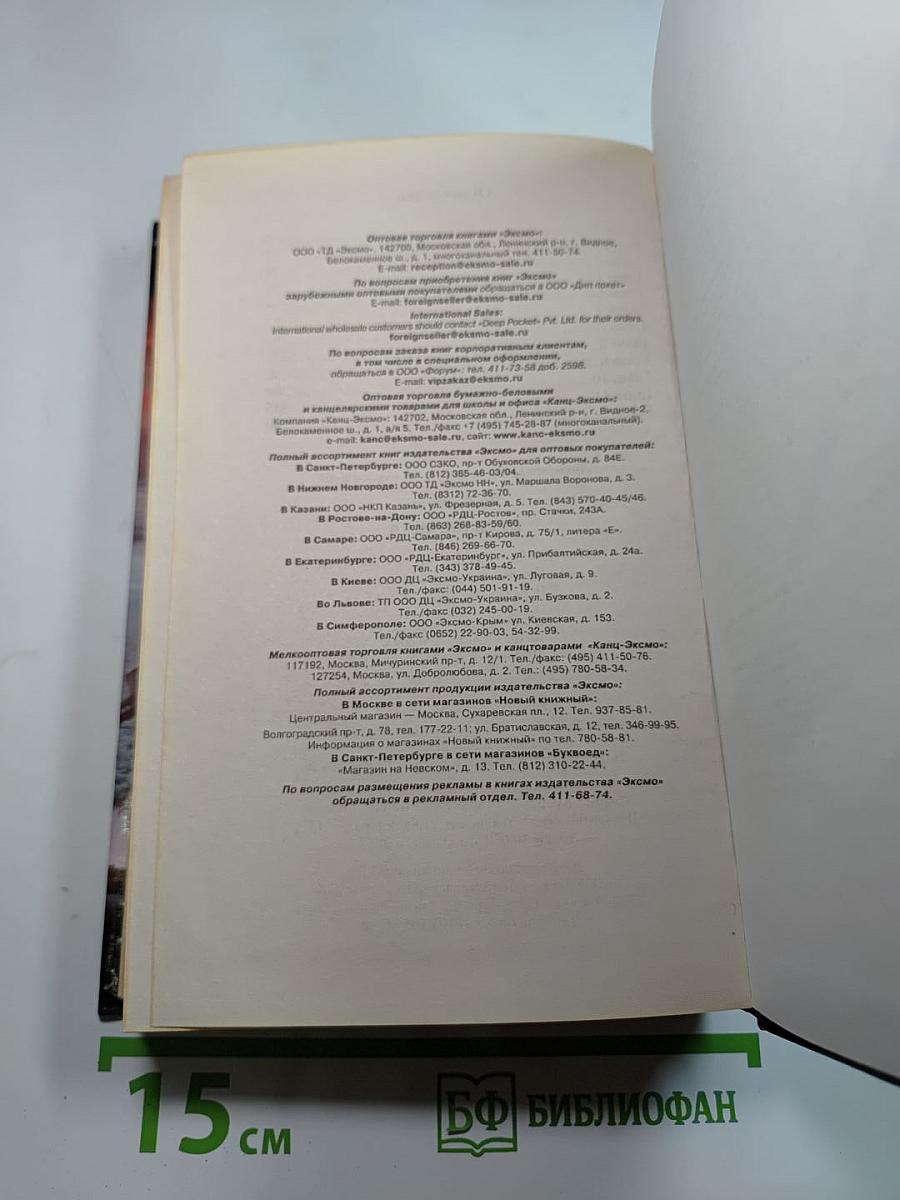 Оптовая торговля книгами «Эксмо»:
ООО «ТД «Эксмо». 142700, Московская обл., Ленинский р-н, г. Видное,
Белокаменное ш., д. 1, многоканальный тел. 411-50-74.
E-mail: reception@eksmo-sale.ru
По вопросам приобретения книг «Эксмо»
зарубежными оптовыми покупателями обращаться в ООО «Дип покет»
E-mail: foreignseller@eksmo-sale.ru
International Sales:
International wholesale customers should contact «Deep Pocket» Pvt. Ltd. for their orders.
foreignseller@eksmo-sale.ru
По вопросам заказа книг корпоративным клиентам,
в том числе в специальном оформлении,
обращаться в ООО «Форум»: тел. 411-73-58 доб. 2598.
E-mail: vipzakaz@eksmo.ru
Оптовая торговля бумажно-беловыми
и канцелярскими товарами для школы и офиса «Канц-Эксмо»:
Компания «Канц-Эксмо»: 142702, Московская обл., Ленинский р-н, г. Видное-2,
Белокаменное ш., д. 1, а/я 5. Тел./факс +7 (495) 745-28-87 (многоканальный).
e-mail: kanc@eksmo-sale.ru, сайт: www.kanc-eksmo.ru
Полный ассортимент книг издательства «Эксмо» для оптовых покупателей:
В Санкт-Петербурге: ООО СЗКО, пр-т Обуховской Обороны, д. 84Е.
Тел. (812) 365-46-03/04.
В Нижнем Новгороде: ООО ТД «Эксмо НН», ул. Маршала Воронова, д. 3.
Тел. (8312) 72-36-70.
В Казани: ООО «НКП Казань», ул. Фрезерная, д. 5. Тел. (843) 570-40-45/46.
В Ростове-на-Дону: ООО «РДЦ-Ростов», пр. Стачки, 243А.
Тел. (863) 268-83-59/60.
В Самаре: ООО «РДЦ-Самара», пр-т Кирова, д. 75/1, литера «Е».
Тел. (846) 269-66-70.
В Екатеринбурге: ООО «РДЦ-Екатеринбург», ул. Прибалтийская, д. 24а.
Тел. (343) 378-49-45.
В Киеве: ООО ДЦ «Эксмо-Украина», ул. Луговая, д. 9.
Тел./факс: (044) 501-91-19.
Во Львове: ТП ООО ДЦ «Эксмо-Украина», ул. Бузкова, д. 2.
Тел./факс (032) 245-00-19.
В Симферополе: ООО «Эксмо-Крым» ул. Киевская, д. 153.
Тел./факс (0652) 22-90-03, 54-32-99.
Мелкооптовая торговля книгами «Эксмо» и канцтоварами «Канц-Эксмо»:
117192, Москва, Мичуринский пр-т, д. 12/1. Тел./факс: (495) 411-50-76.
127254, Москва, ул. Добролюбова, д. 2. Тел.: (495) 780-58-34.
Полный ассортимент продукции издательства «Эксмо»:
В Москве в сети магазинов «Новый книжный»:
Центральный магазин — Москва, Сухаревская пл., 12. Тел. 937-85-81.
Волгоградский пр-т, д. 78, тел. 177-22-11; ул. Братиславская, д. 12, тел. 346-99-95.
Информация о магазинах «Новый книжный» по тел. 780-58-81.
В Санкт-Петербурге в сети магазинов «Буквоед»:
«Магазин на Невском», д. 13. Тел. (812) 310-22-44.
По вопросам размещения рекламы в книгах издательства «Эксмо»
обращаться в рекламный отдел. Тел. 411-68-74.
15 см
БФ БИБЛИОФАН